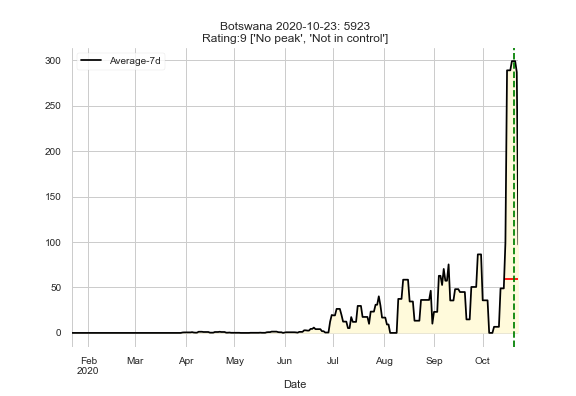 Botswana 2020-10-23: 5923
Rating:9 ['No peak', 'Not in control']
Average-7d
300
250
200
150
100
50
0
Feb Mar Apr May Jun Jul Aug Sep Oct
2020
Date